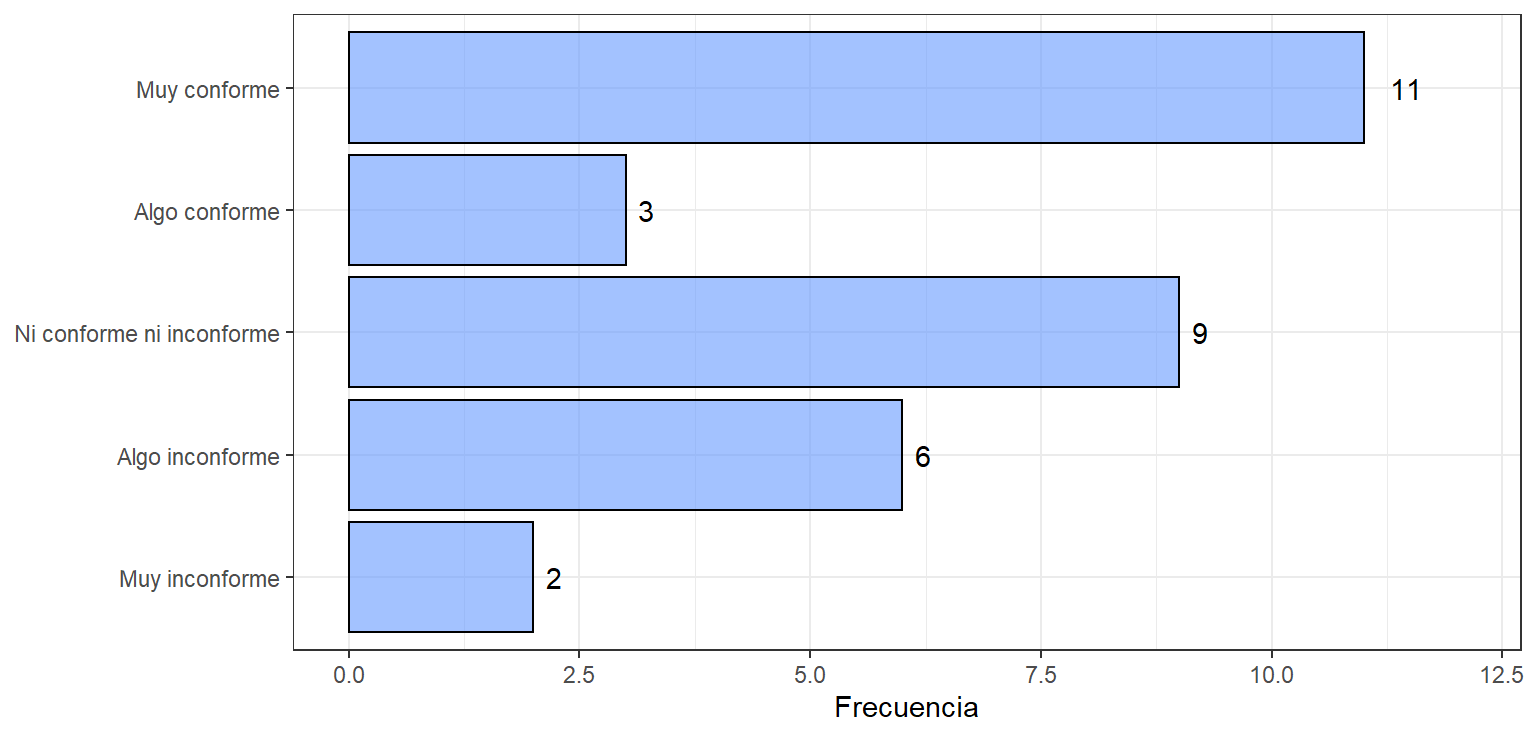 Muy conforme
11
Algo conforme
3
Ni conforme ni inconforme
9
Algo inconforme
6
Muy inconforme
2
0.0 2.5 5.0 7.5 10.0 12.5
Frecuencia